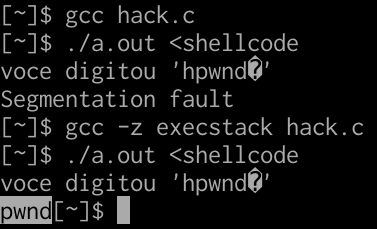 [~]$ gcc hack.c
[~]$ ./a.out <shellcode
voce digitou 'hpwnd�'
Segmentation fault
[~]$ gcc -z execstack hack.c
[~]$ ./a.out <shellcode
voce digitou 'hpwnd�'
pwnd[~]$